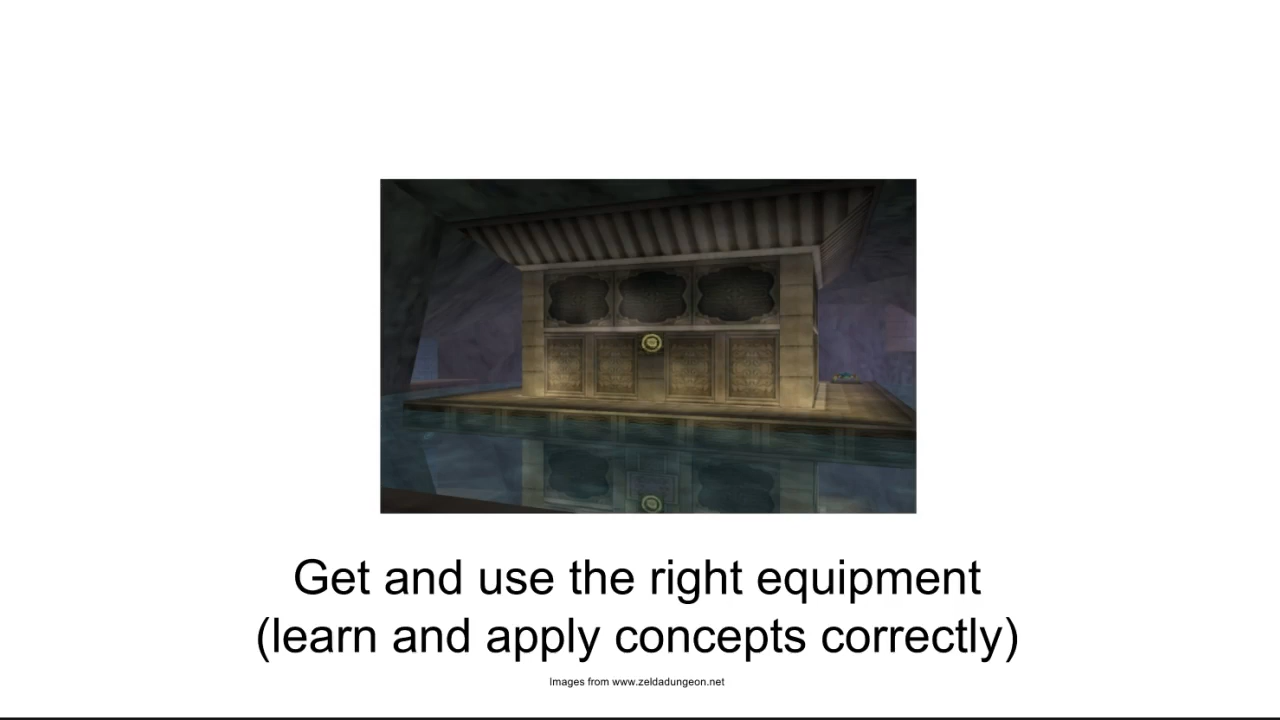 Get and use the right equipment
(learn and apply concepts correctly)
Images from www.zeldadungeon.net